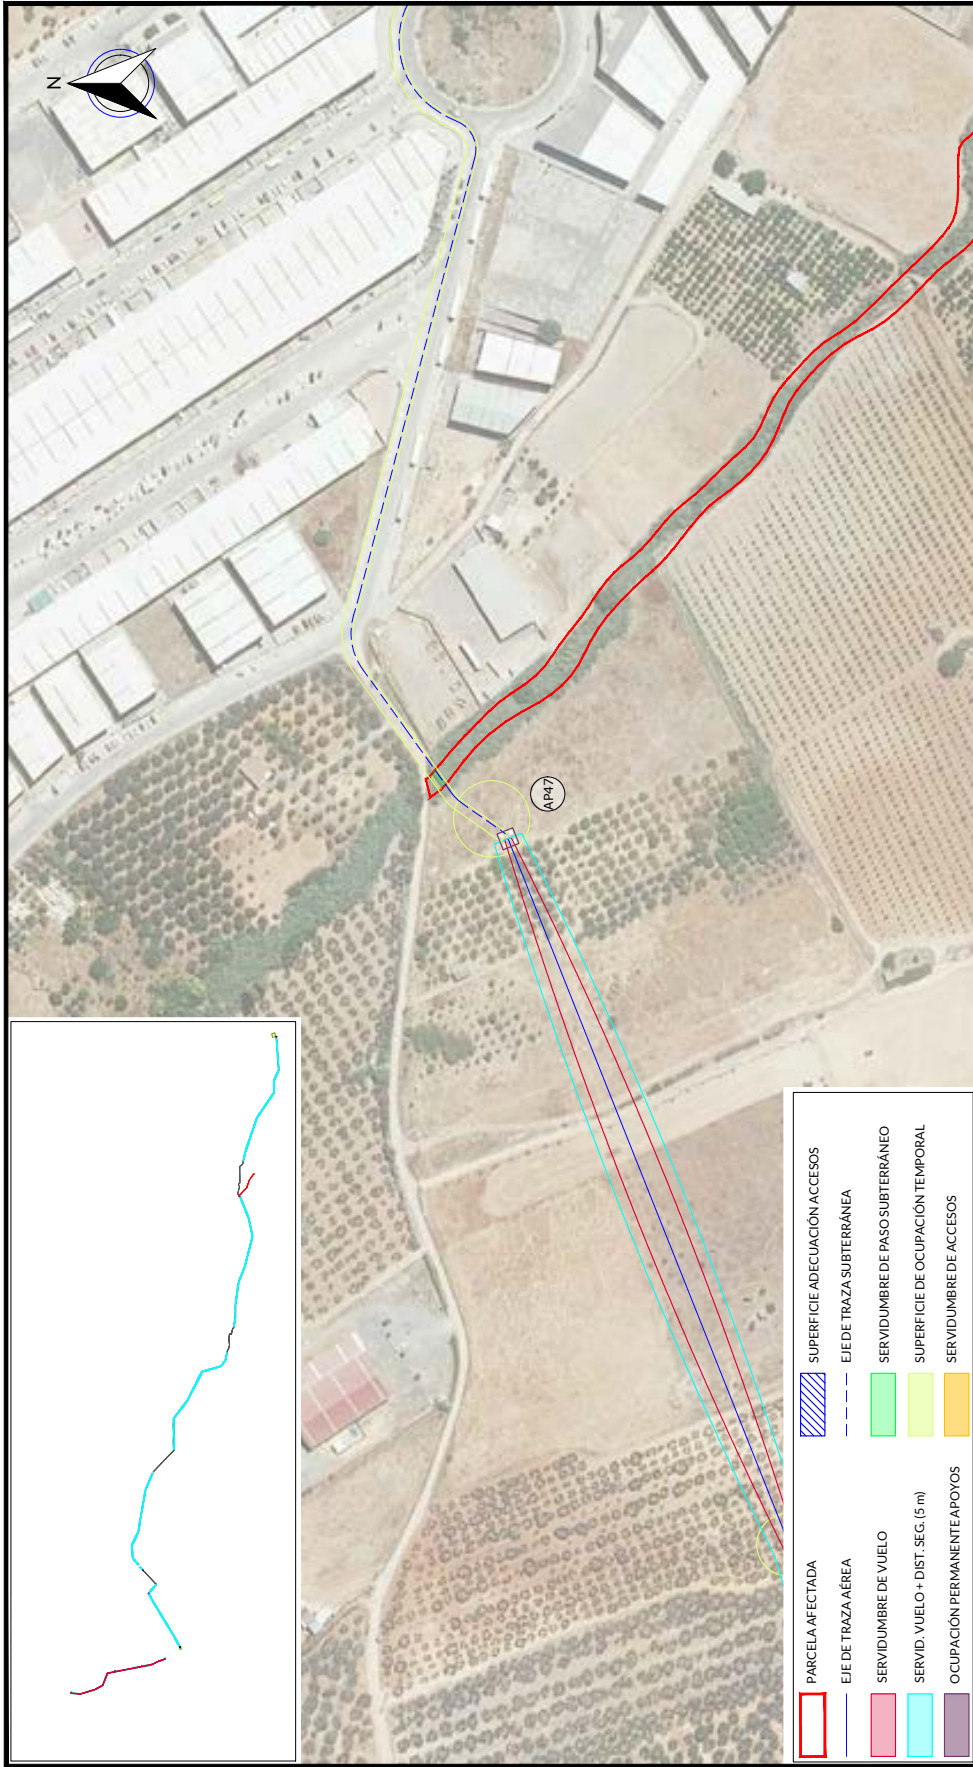 N
AP47
PARCELA AFECTADA
EJE DE TRAZA AÉREA
SERVIDUMBRE DE VUELO
SERVID. VUELO + DIST. SEG. (5 m)
OCUPACIÓN PERMANENTE APOYOS
SUPERFICIE ADECUACIÓN ACCESOS
EJE DE TRAZA SUBTERRÁNEA
SERVIDUMBRE DE PASO SUBTERRÁNEO
SUPERFICIE DE OCUPACIÓN TEMPORAL
SERVIDUMBRE DE ACCESOS